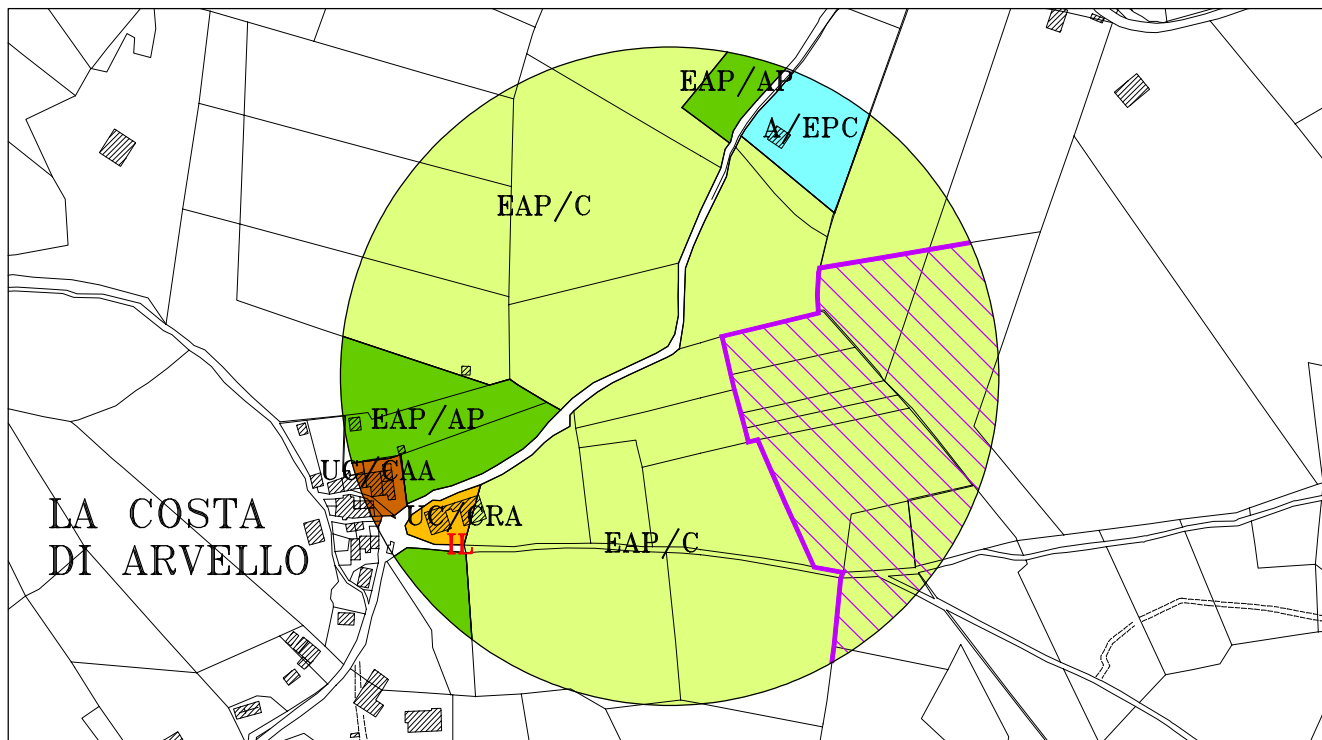 EAP/AP
A/EPC
EAP/C
EAP/AP
UC/CAA
LA COSTA
DI ARVELLO
UC/CRA
IL
EAP/C